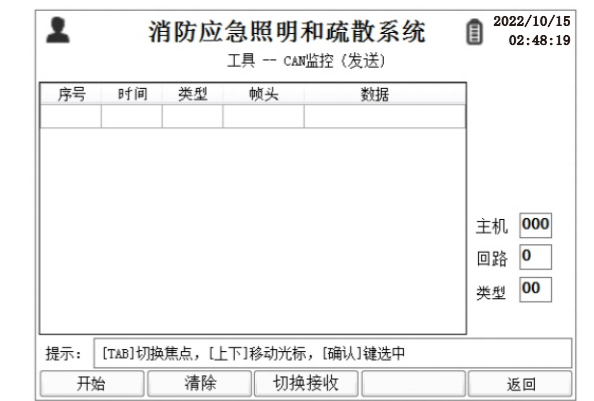 消防应急照明和疏散系统
2022/10/15
02:48:19
工具 -- CAN监控（发送）
序号 时间 类型 帧头 数据
主机 000
回路 0
类型 00
提示： [TAB]切换焦点，[上下]移动光标，[确认]键选中
开始 清除 切换接收 返回